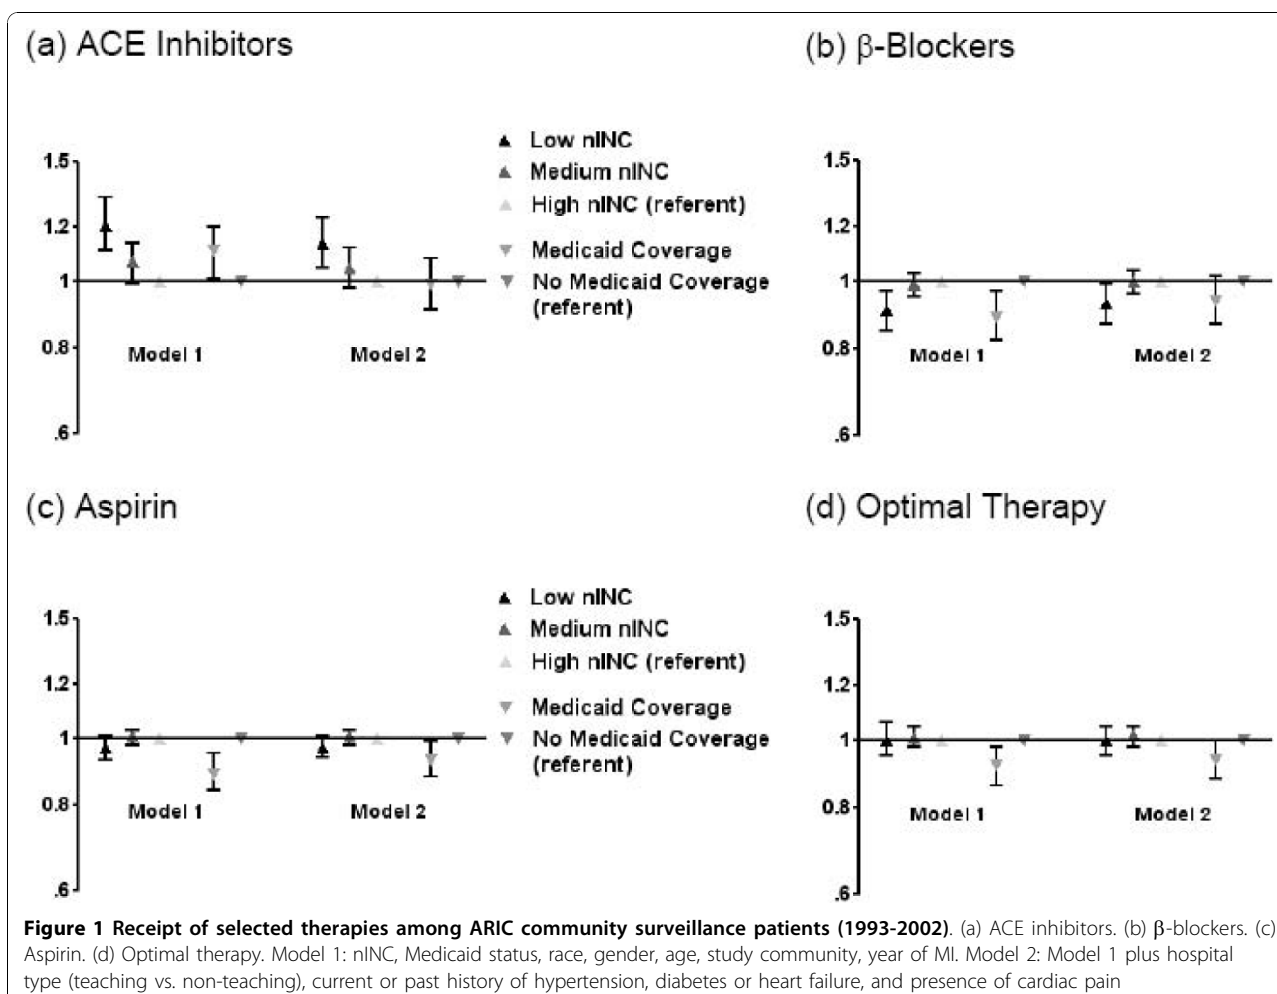 (a) ACE Inhibitors
1.5
1.2
1
0.8
.6
Model 1
Model 2
Low nINC
Medium nINC
High nINC (referent)
Medicaid Coverage
No Medicaid Coverage
(referent)
(b) β-Blockers
1.5
1.2
1
0.8
.6
Model 1
Model 2
(c) Aspirin
1.5
1.2
1
0.8
.6
Model 1
Model 2
Low nINC
Medium nINC
High nINC (referent)
Medicaid Coverage
No Medicaid Coverage
(referent)
(d) Optimal Therapy
1.5
1.2
1
0.8
.6
Model 1
Model 2
Figure 1 Receipt of selected therapies among ARIC community surveillance patients (1993-2002). (a) ACE inhibitors. (b) β-blockers. (c)
Aspirin. (d) Optimal therapy. Model 1: nINC, Medicaid status, race, gender, age, study community, year of MI. Model 2: Model 1 plus hospital
type (teaching vs. non-teaching), current or past history of hypertension, diabetes or heart failure, and presence of cardiac pain